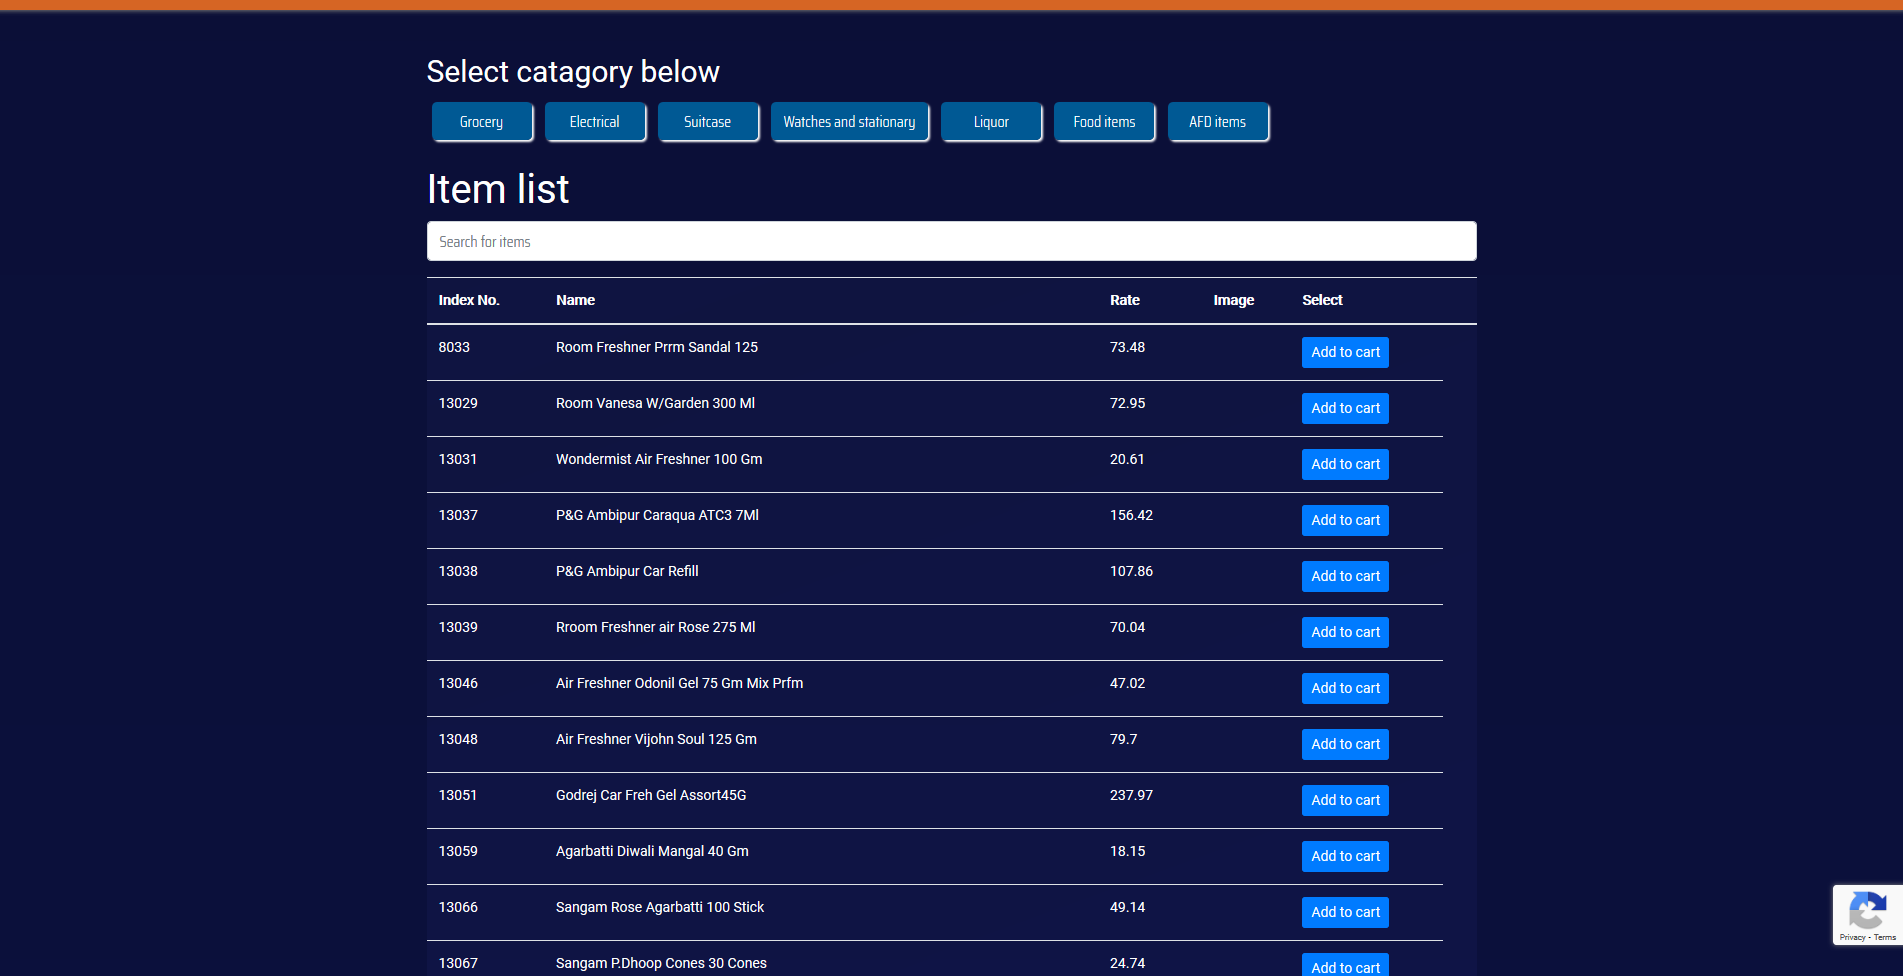 Select catagory below
Grocery Electrical Suitcase Watches and stationary Liquor Food items AFD items
Item list
Search for items
Index No. Name Rate Image Select
8033 Room Freshner Prrm Sandal 125 73.48 Add to cart
13029 Room Vanesa W/Garden 300 Ml 72.95 Add to cart
13031 Wondermist Air Freshner 100 Gm 20.61 Add to cart
13037 P&G Ambipur Caraqua ATC3 7Ml 156.42 Add to cart
13038 P&G Ambipur Car Refill 107.86 Add to cart
13039 Rroom Freshner air Rose 275 Ml 70.04 Add to cart
13046 Air Freshner Odonil Gel 75 Gm Mix Prfm 47.02 Add to cart
13048 Air Freshner Vijohn Soul 125 Gm 79.7 Add to cart
13051 Godrej Car Freh Gel Assort45G 237.97 Add to cart
13059 Agarbatti Diwali Mangal 40 Gm 18.15 Add to cart
13066 Sangam Rose Agarbatti 100 Stick 49.14 Add to cart
Privacy - Terms
13067 Sangam P.Dhoop Cones 30 Cones 24.74 Add to cart